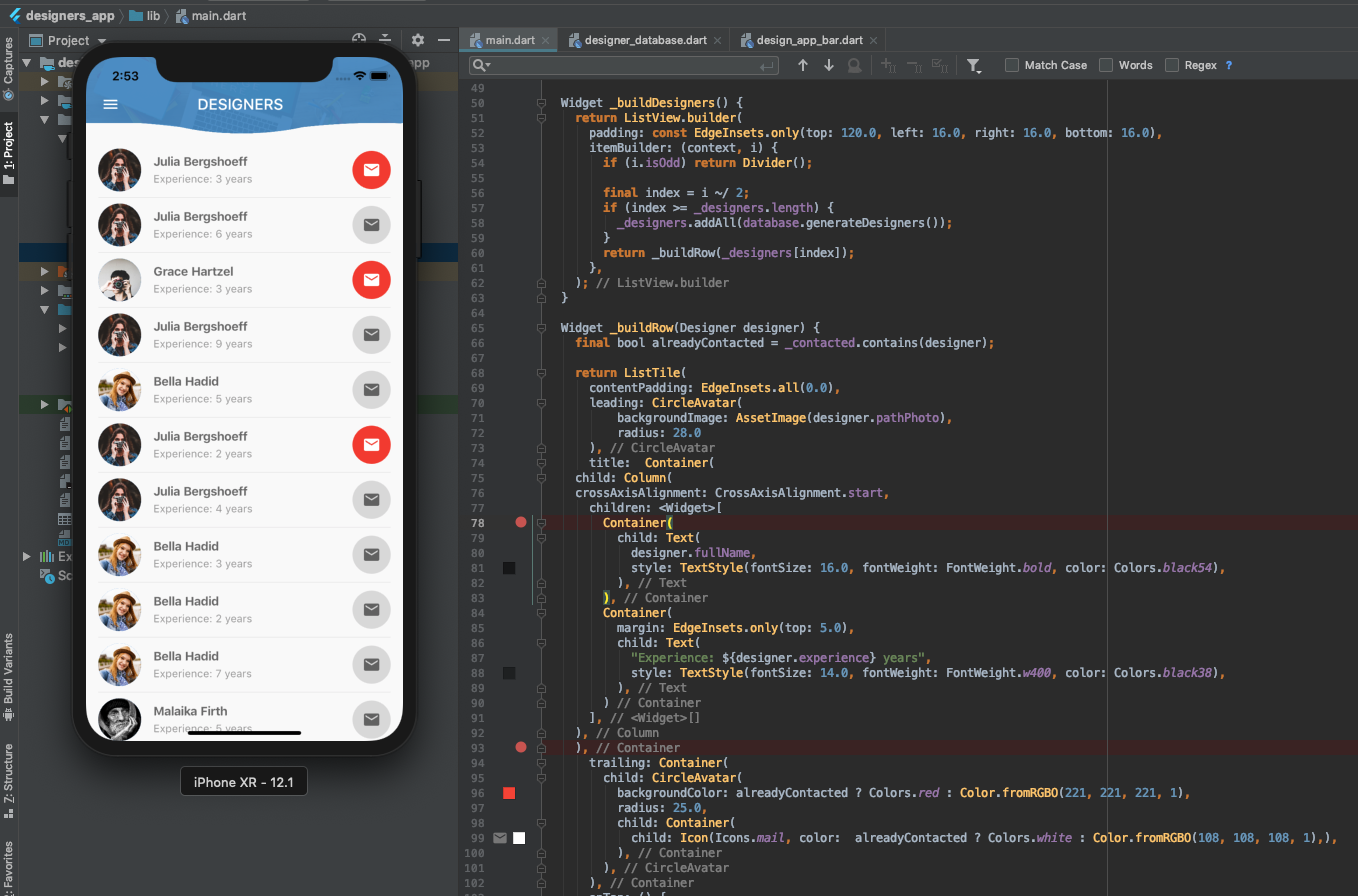 designers_app lib main.dart
Captures
1: Project
Build Variants
Z: Structure
Favorites
Project
main.dart designer_database.dart design_app_bar.dart
Match Case Words Regex ?
des
app
Ex
Sc
2:53
DESIGNERS
Julia Bergshoeff
Experience: 3 years
Julia Bergshoeff
Experience: 6 years
Grace Hartzel
Experience: 3 years
Julia Bergshoeff
Experience: 9 years
Bella Hadid
Experience: 5 years
Julia Bergshoeff
Experience: 2 years
Julia Bergshoeff
Experience: 4 years
Bella Hadid
Experience: 3 years
Bella Hadid
Experience: 2 years
Bella Hadid
Experience: 7 years
Malaika Firth
Experience: 5 years
iPhone XR - 12.1
49
50 Widget _buildDesigners() {
51 return ListView.builder(
52 padding: const EdgeInsets.only(top: 120.0, left: 16.0, right: 16.0, bottom: 16.0),
53 itemBuilder: (context, i) {
54 if (i.isOdd) return Divider();
55
56 final index = i ~/ 2;
57 if (index >= _designers.length) {
58 _designers.addAll(database.generateDesigners());
59 }
60 return _buildRow(_designers[index]);
61 },
62 ); // ListView.builder
63 }
64
65 Widget _buildRow(Designer designer) {
66 final bool alreadyContacted = _contacted.contains(designer);
67
68 return ListTile(
69 contentPadding: EdgeInsets.all(0.0),
70 leading: CircleAvatar(
71 backgroundImage: AssetImage(designer.pathPhoto),
72 radius: 28.0
73 ), // CircleAvatar
74 title:  Container(
75 child: Column(
76 crossAxisAlignment: CrossAxisAlignment.start,
77 children: <Widget>[
78 Container(
79 child: Text(
80 designer.fullName,
81 style: TextStyle(fontSize: 16.0, fontWeight: FontWeight.bold, color: Colors.black54),
82 ), // Text
83 ), // Container
84 Container(
85 margin: EdgeInsets.only(top: 5.0),
86 child: Text(
87 "Experience: ${designer.experience} years",
88 style: TextStyle(fontSize: 14.0, fontWeight: FontWeight.w400, color: Colors.black38),
89 ), // Text
90 ) // Container
91 ], // <Widget>[]
92 ), // Column
93 ), // Container
94 trailing: Container(
95 child: CircleAvatar(
96 backgroundColor: alreadyContacted ? Colors.red : Color.fromRGBO(221, 221, 221, 1),
97 radius: 25.0,
98 child: Container(
99 child: Icon(Icons.mail, color:  alreadyContacted ? Colors.white : Color.fromRGBO(108, 108, 108, 1),),
100 ), // Container
101 ), // CircleAvatar
102 ), // Container